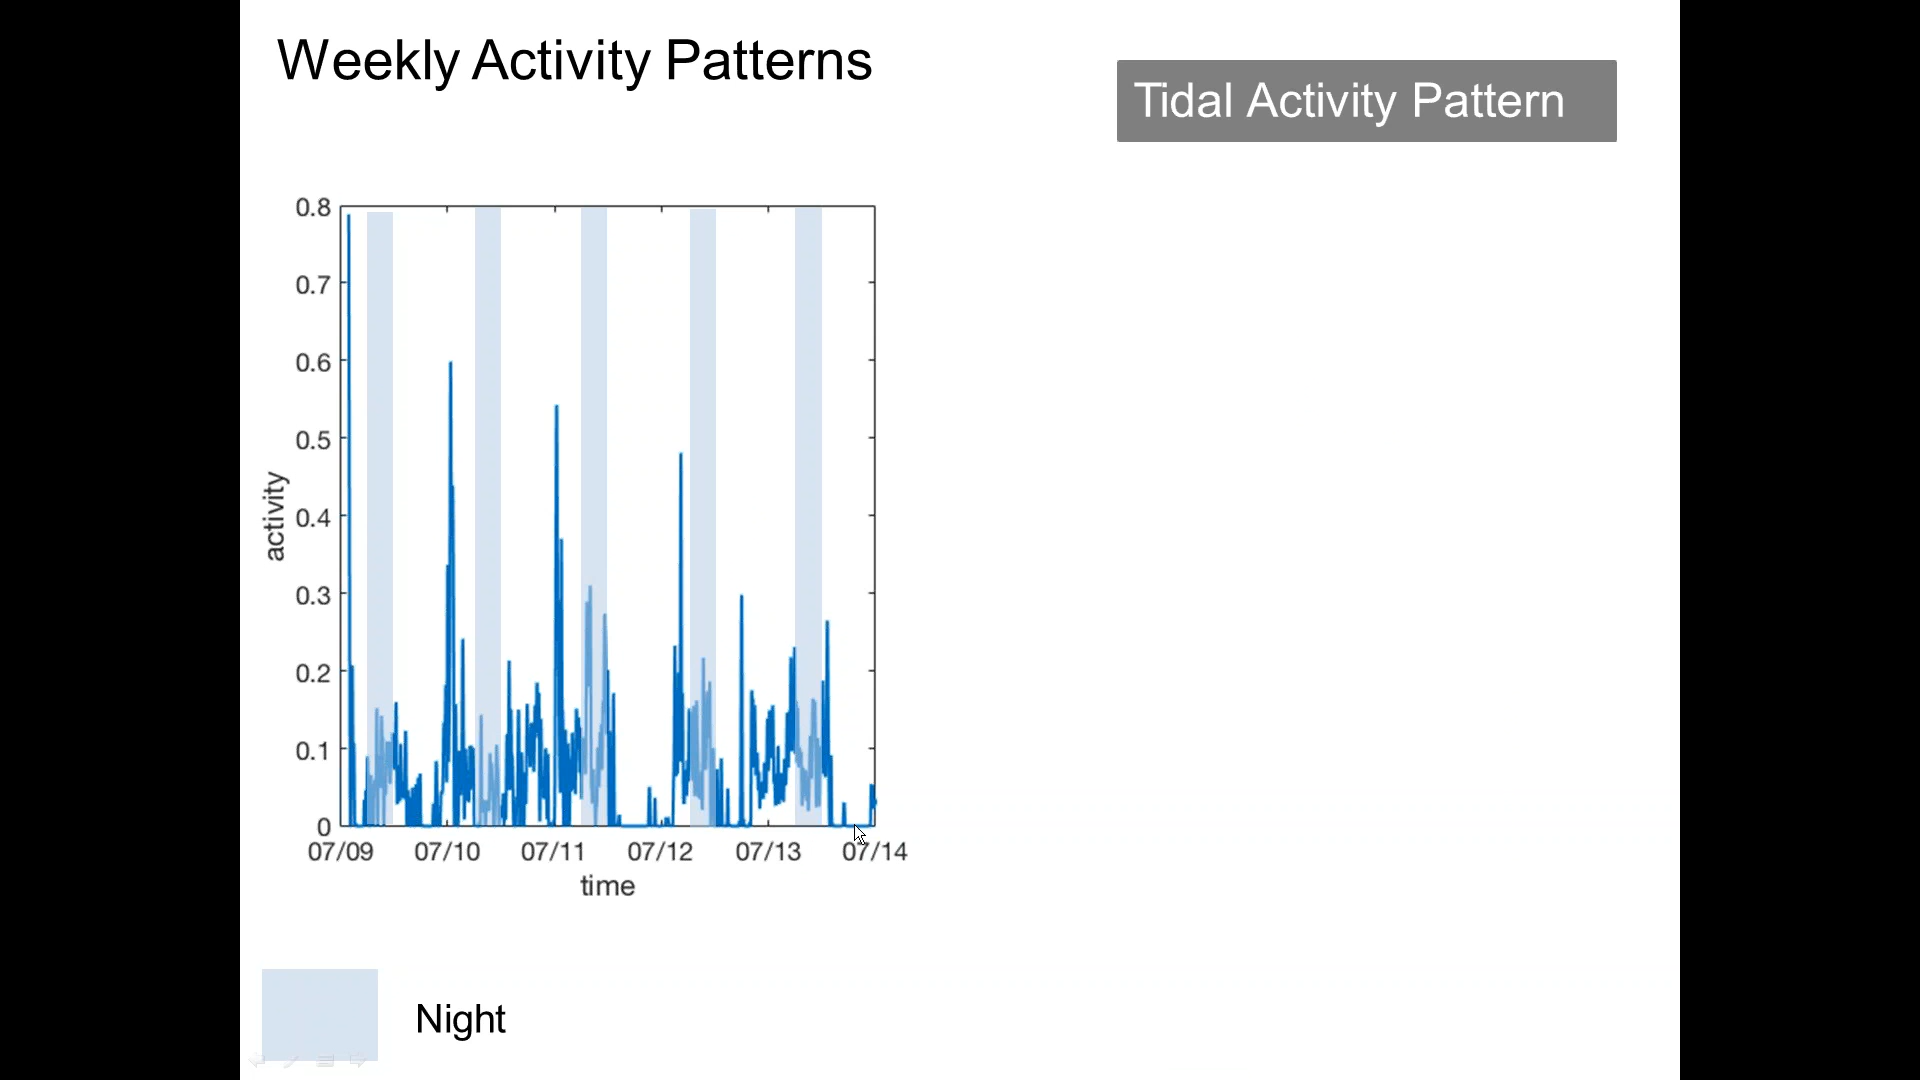 Weekly Activity Patterns
Tidal Activity Pattern
0.8
0.7
0.6
0.5
0.4
0.3
0.2
0.1
0
activity
07/09 07/10 07/11 07/12 07/13 07/14
time
Night